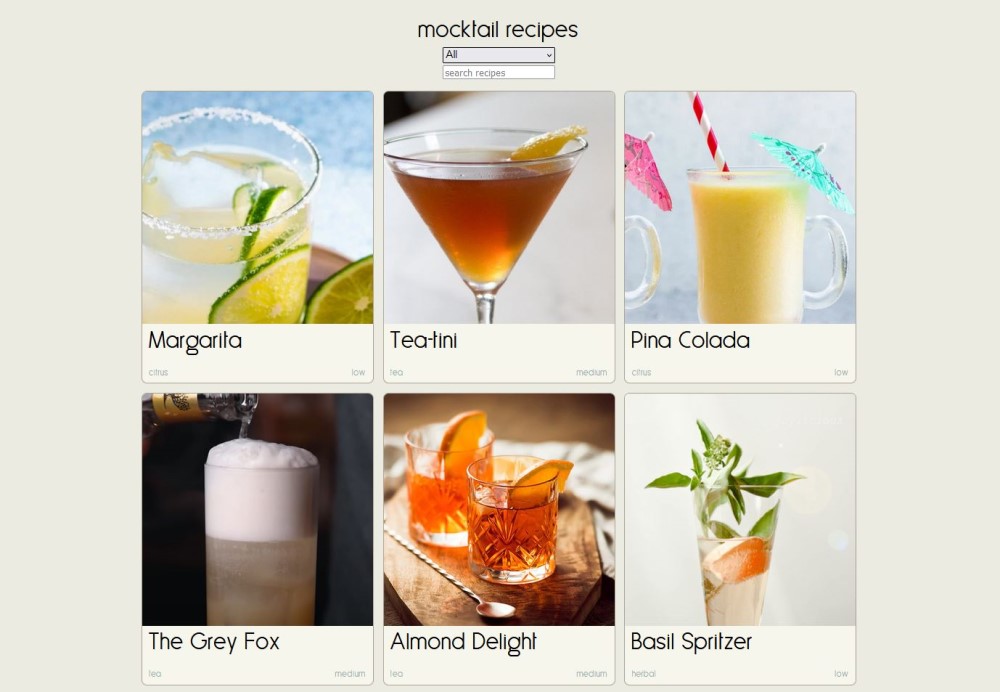 mocktail recipes
All
search recipes
Margarita
citrus low
Tea-tini
tea medium
Pina Colada
citrus low
The Grey Fox
tea medium
Almond Delight
tea medium
Basil Spritzer
herbal low